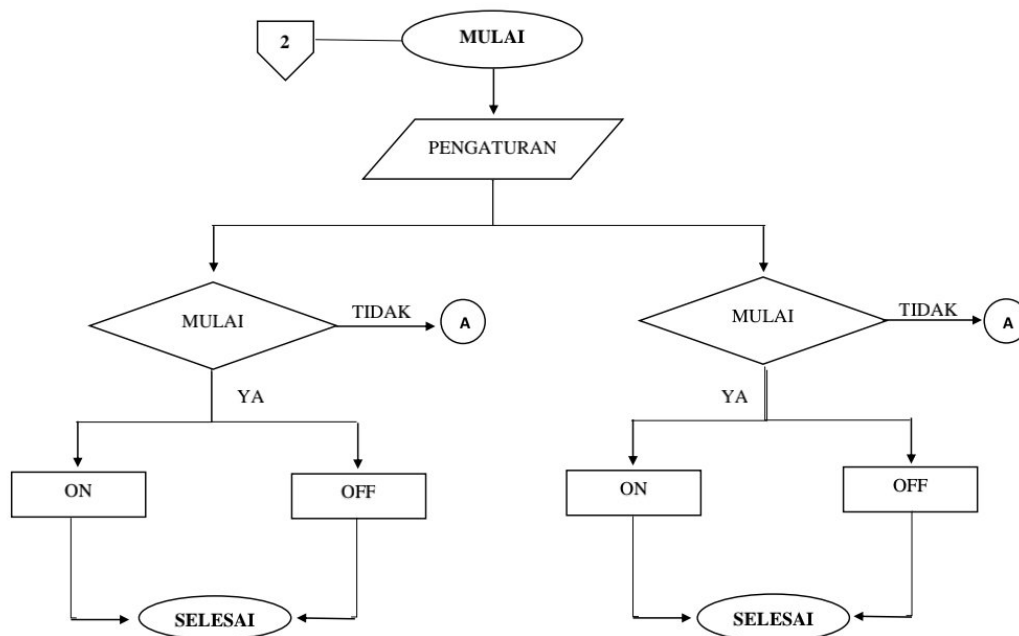 2
MULAI
PENGATURAN
MULAI
TIDAK
A
MULAI
TIDAK
A
YA
YA
ON
OFF
ON
OFF
SELESAI
SELESAI